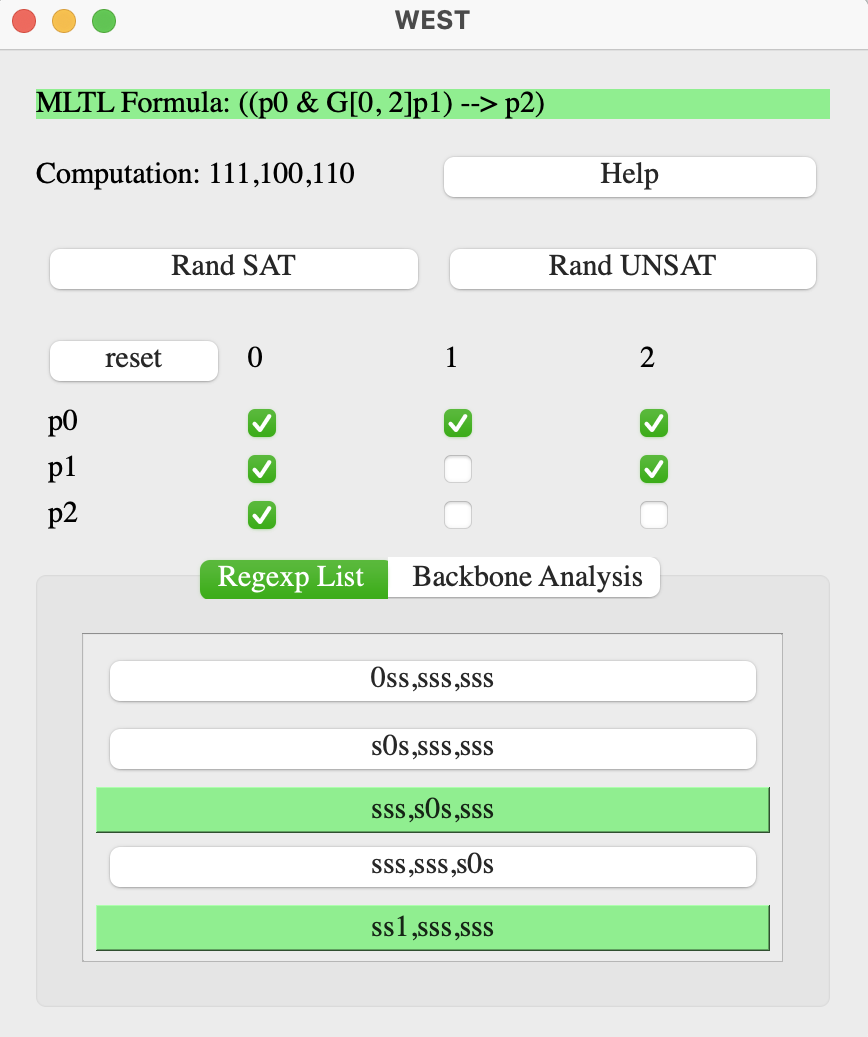 WEST
MLTL Formula: ((p0 & G[0, 2]p1) --> p2)
Computation: 111,100,110
Help
Rand SAT
Rand UNSAT
reset 0 1 2
p0
p1
p2
Regexp List
Backbone Analysis
0ss,sss,sss
s0s,sss,sss
sss,s0s,sss
sss,sss,s0s
ss1,sss,sss